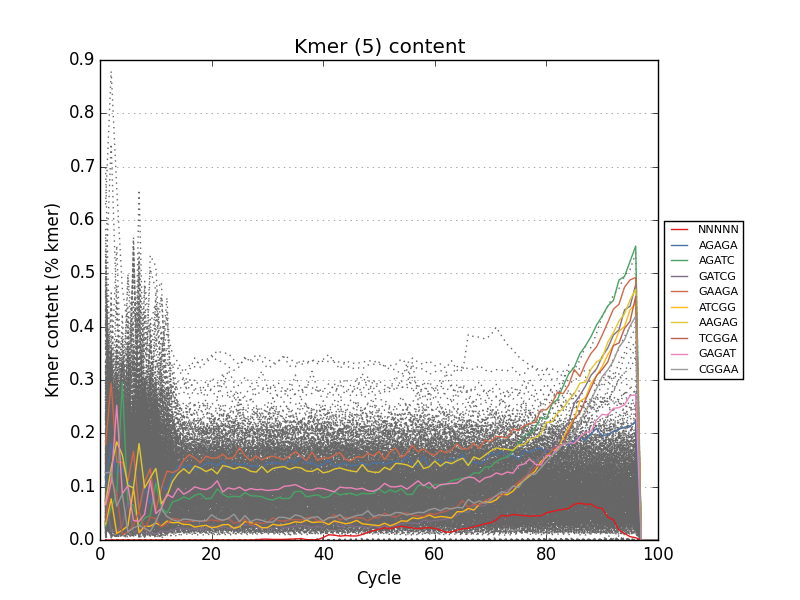 Kmer (5) content
0.9
0.8
0.7
0.6
0.5
0.4
0.3
0.2
0.1
0.0
Kmer content (% kmer)
0 20 40 60 80 100
Cycle
NNNNN
AGAGA
AGATC
GATCG
GAAGA
ATCGG
AAGAG
TCGGA
GAGAT
CGGAA